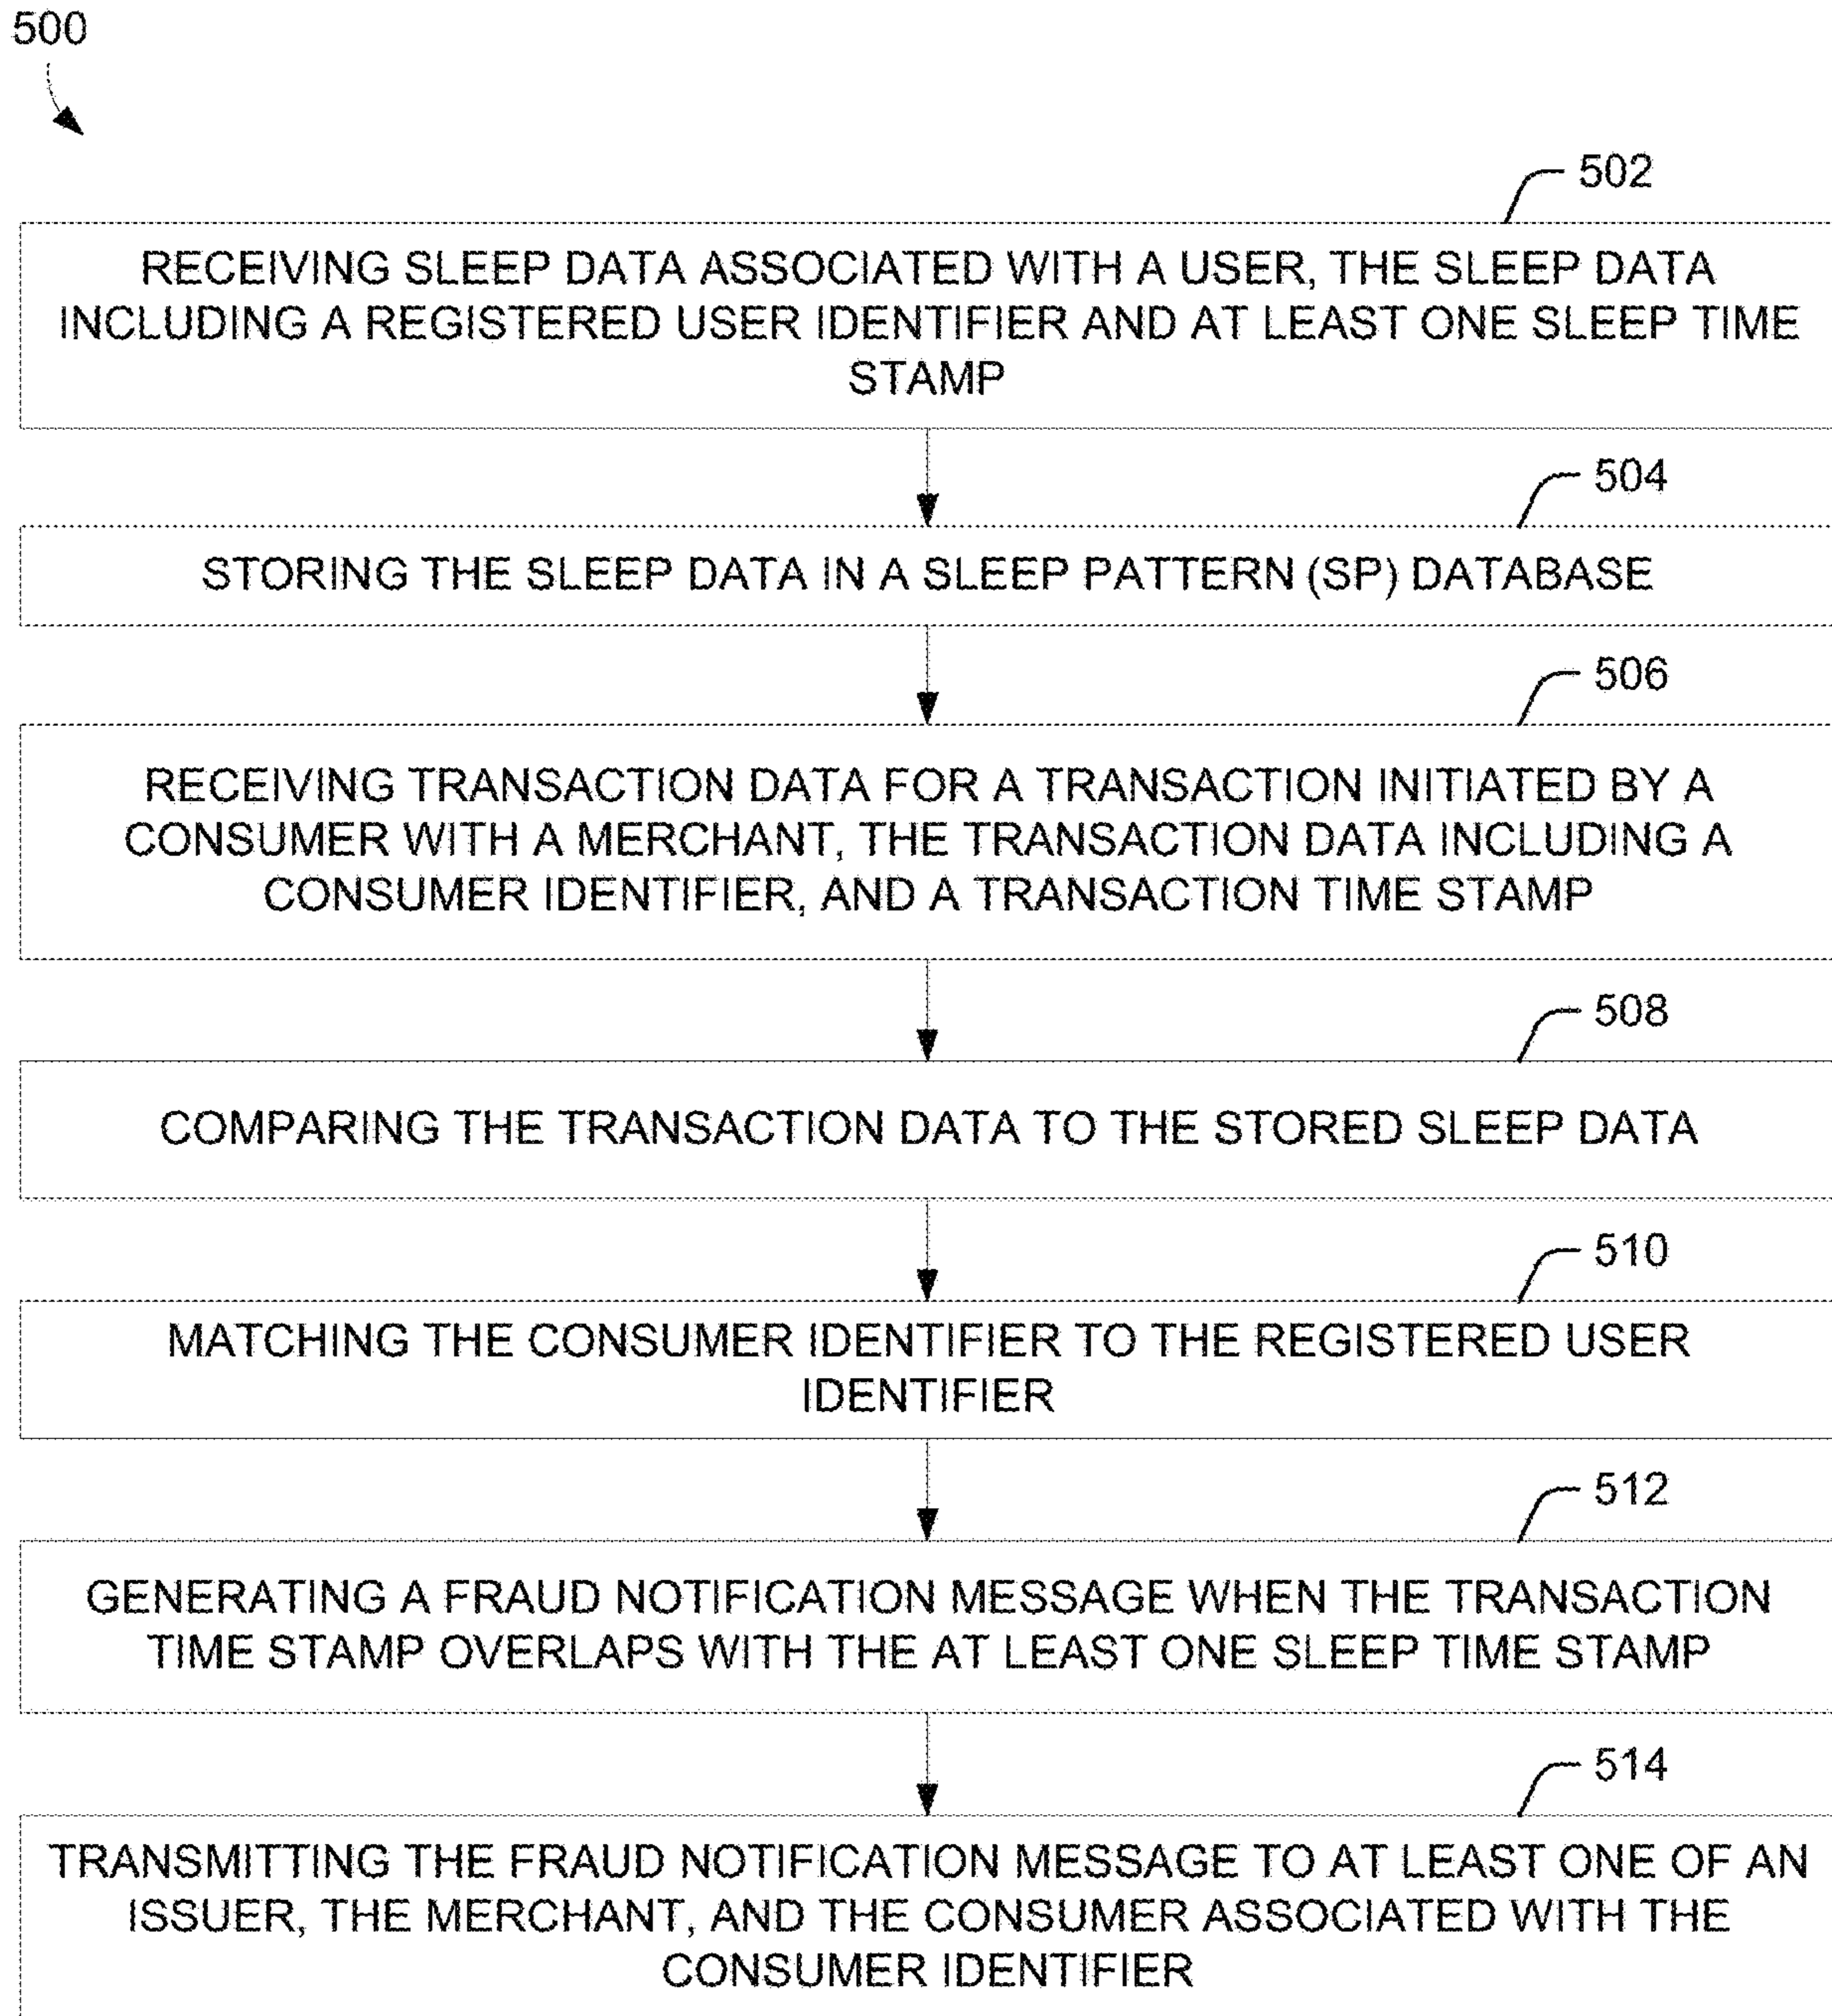 500
502
RECEIVING SLEEP DATA ASSOCIATED WITH A USER, THE SLEEP DATA
INCLUDING A REGISTERED USER IDENTIFIER AND AT LEAST ONE SLEEP TIME
STAMP
504
STORING THE SLEEP DATA IN A SLEEP PATTERN (SP) DATABASE
506
RECEIVING TRANSACTION DATA FOR A TRANSACTION INITIATED BY A
CONSUMER WITH A MERCHANT, THE TRANSACTION DATA INCLUDING A
CONSUMER IDENTIFIER, AND A TRANSACTION TIME STAMP
508
COMPARING THE TRANSACTION DATA TO THE STORED SLEEP DATA
510
MATCHING THE CONSUMER IDENTIFIER TO THE REGISTERED USER
IDENTIFIER
512
GENERATING A FRAUD NOTIFICATION MESSAGE WHEN THE TRANSACTION
TIME STAMP OVERLAPS WITH THE AT LEAST ONE SLEEP TIME STAMP
514
TRANSMITTING THE FRAUD NOTIFICATION MESSAGE TO AT LEAST ONE OF AN
ISSUER, THE MERCHANT, AND THE CONSUMER ASSOCIATED WITH THE
CONSUMER IDENTIFIER